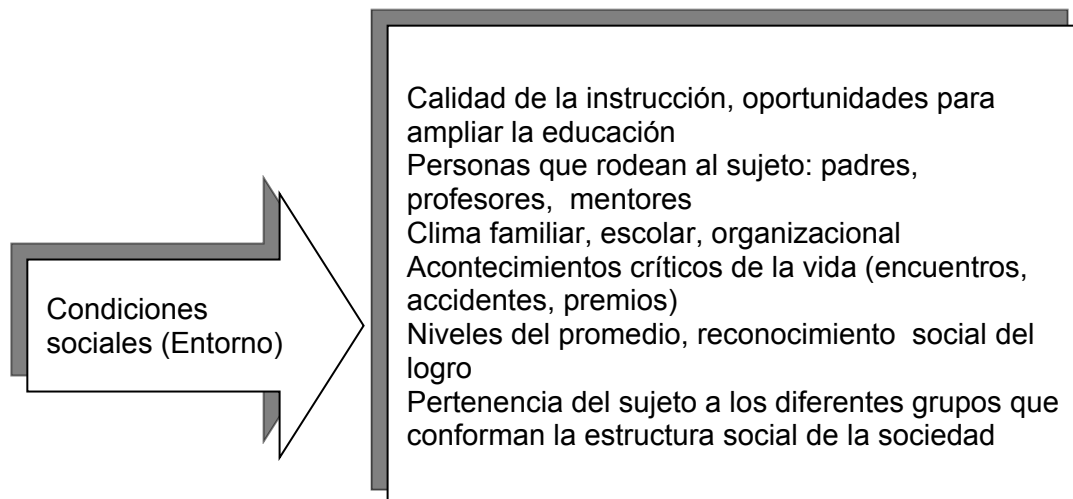 Condiciones
sociales (Entorno)
Calidad de la instrucción, oportunidades para
ampliar la educación
Personas que rodean al sujeto: padres,
profesores, mentores
Clima familiar, escolar, organizacional
Acontecimientos críticos de la vida (encuentros,
accidentes, premios)
Niveles del promedio, reconocimiento social del
logro
Pertenencia del sujeto a los diferentes grupos que
conforman la estructura social de la sociedad